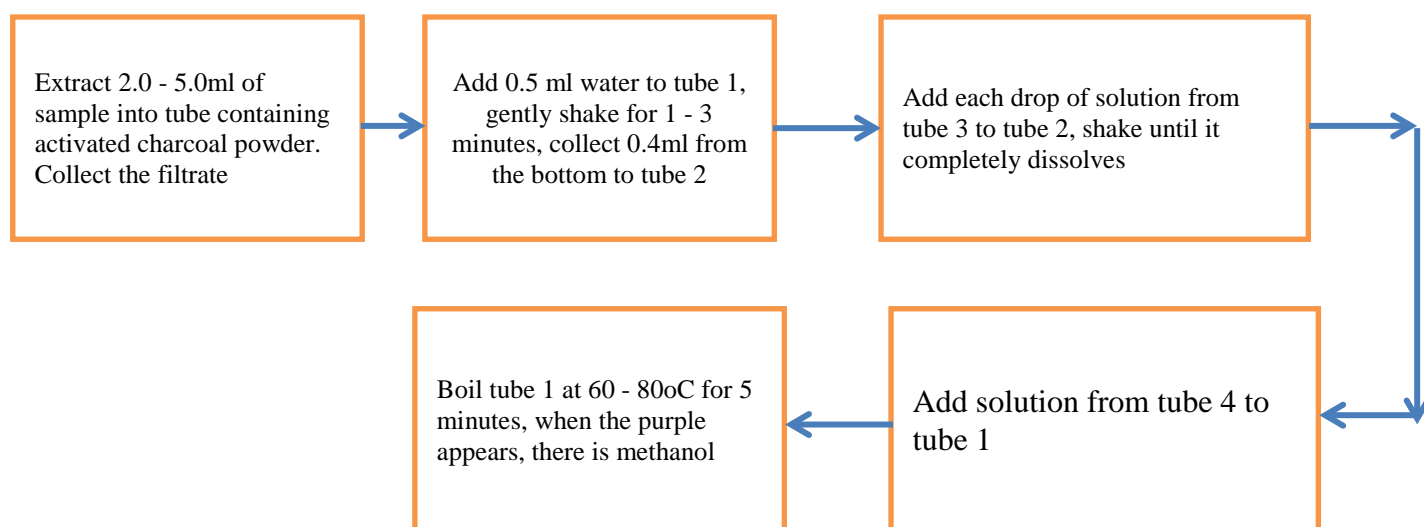 Extract 2.0 - 5.0ml of
sample into tube containing
activated charcoal powder.
Collect the filtrate
Add 0.5 ml water to tube 1,
gently shake for 1 - 3
minutes, collect 0.4ml from
the bottom to tube 2
Add each drop of solution from
tube 3 to tube 2, shake until it
completely dissolves
Add solution from tube 4 to
tube 1
Boil tube 1 at 60 - 80oC for 5
minutes, when the purple
appears, there is methanol